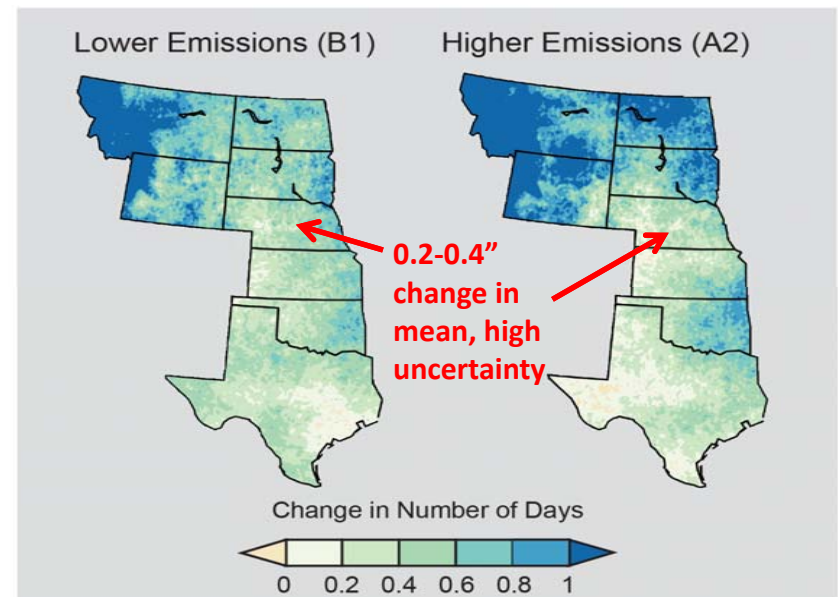 Lower Emissions (B1)
Higher Emissions (A2)
0.2-0.4”
change in
mean, high
uncertainty
Change in Number of Days
0 0.2 0.4 0.6 0.8 1